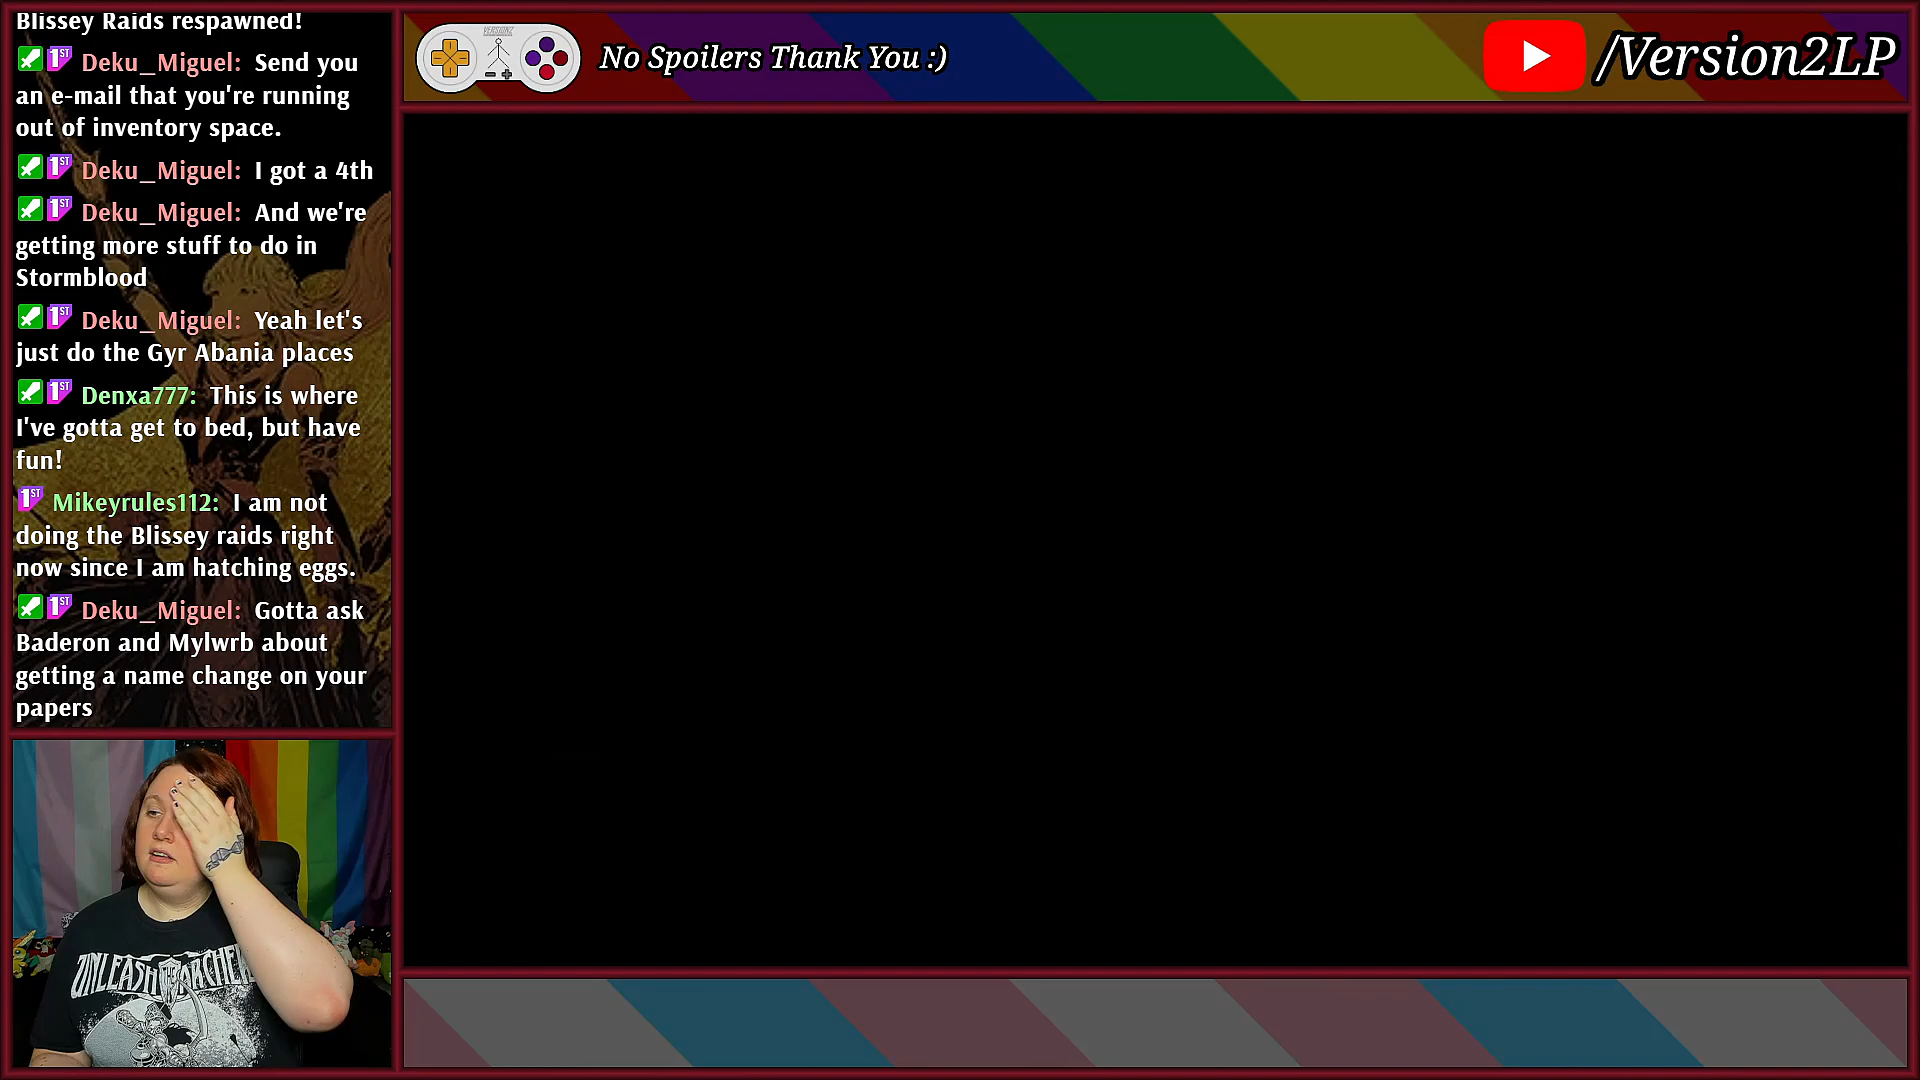 Blissey Raids respawned!
Deku_Miguel: Send you
an e-mail that you're running
out of inventory space.
Deku_Miguel: I got a 4th
Deku_Miguel: And we're
getting more stuff to do in
Stormblood
Deku_Miguel: Yeah let's
just do the Gyr Abania places
Denxa777: This is where
I've gotta get to bed, but have
fun!
Mikeyrules112: I am not
doing the Blissey raids right
now since I am hatching eggs.
Deku_Miguel: Gotta ask
Baderon and Mylwrb about
getting a name change on your
papers
No Spoilers Thank You :)
/Version2LP
UNLEASH